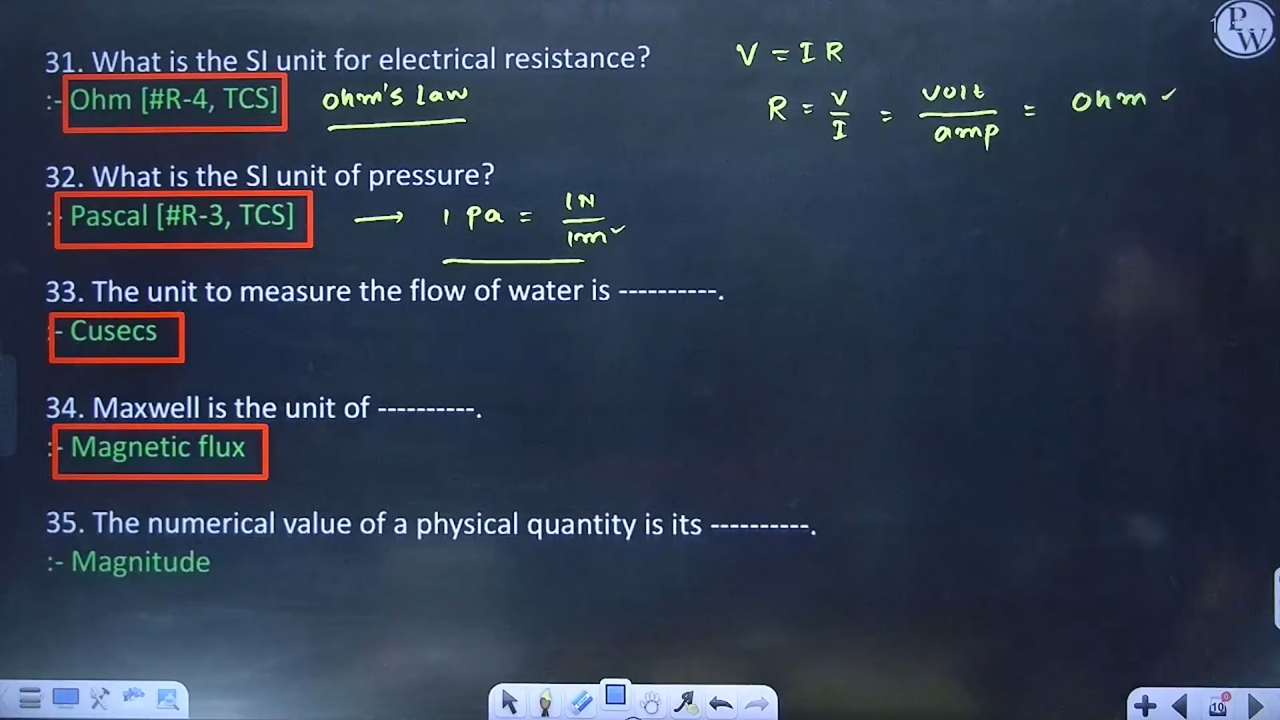 PW
31. What is the SI unit for electrical resistance?
V = I R
:- Ohm [#R-4, TCS]
ohm's law
R = V/I = volt/amp = ohm ✓
32. What is the SI unit of pressure?
:- Pascal [#R-3, TCS]
→ 1 pa = 1N/1m²
33. The unit to measure the flow of water is ----------.
:- Cusecs
34. Maxwell is the unit of ----------.
:- Magnetic flux
35. The numerical value of a physical quantity is its ----------.
:- Magnitude
10